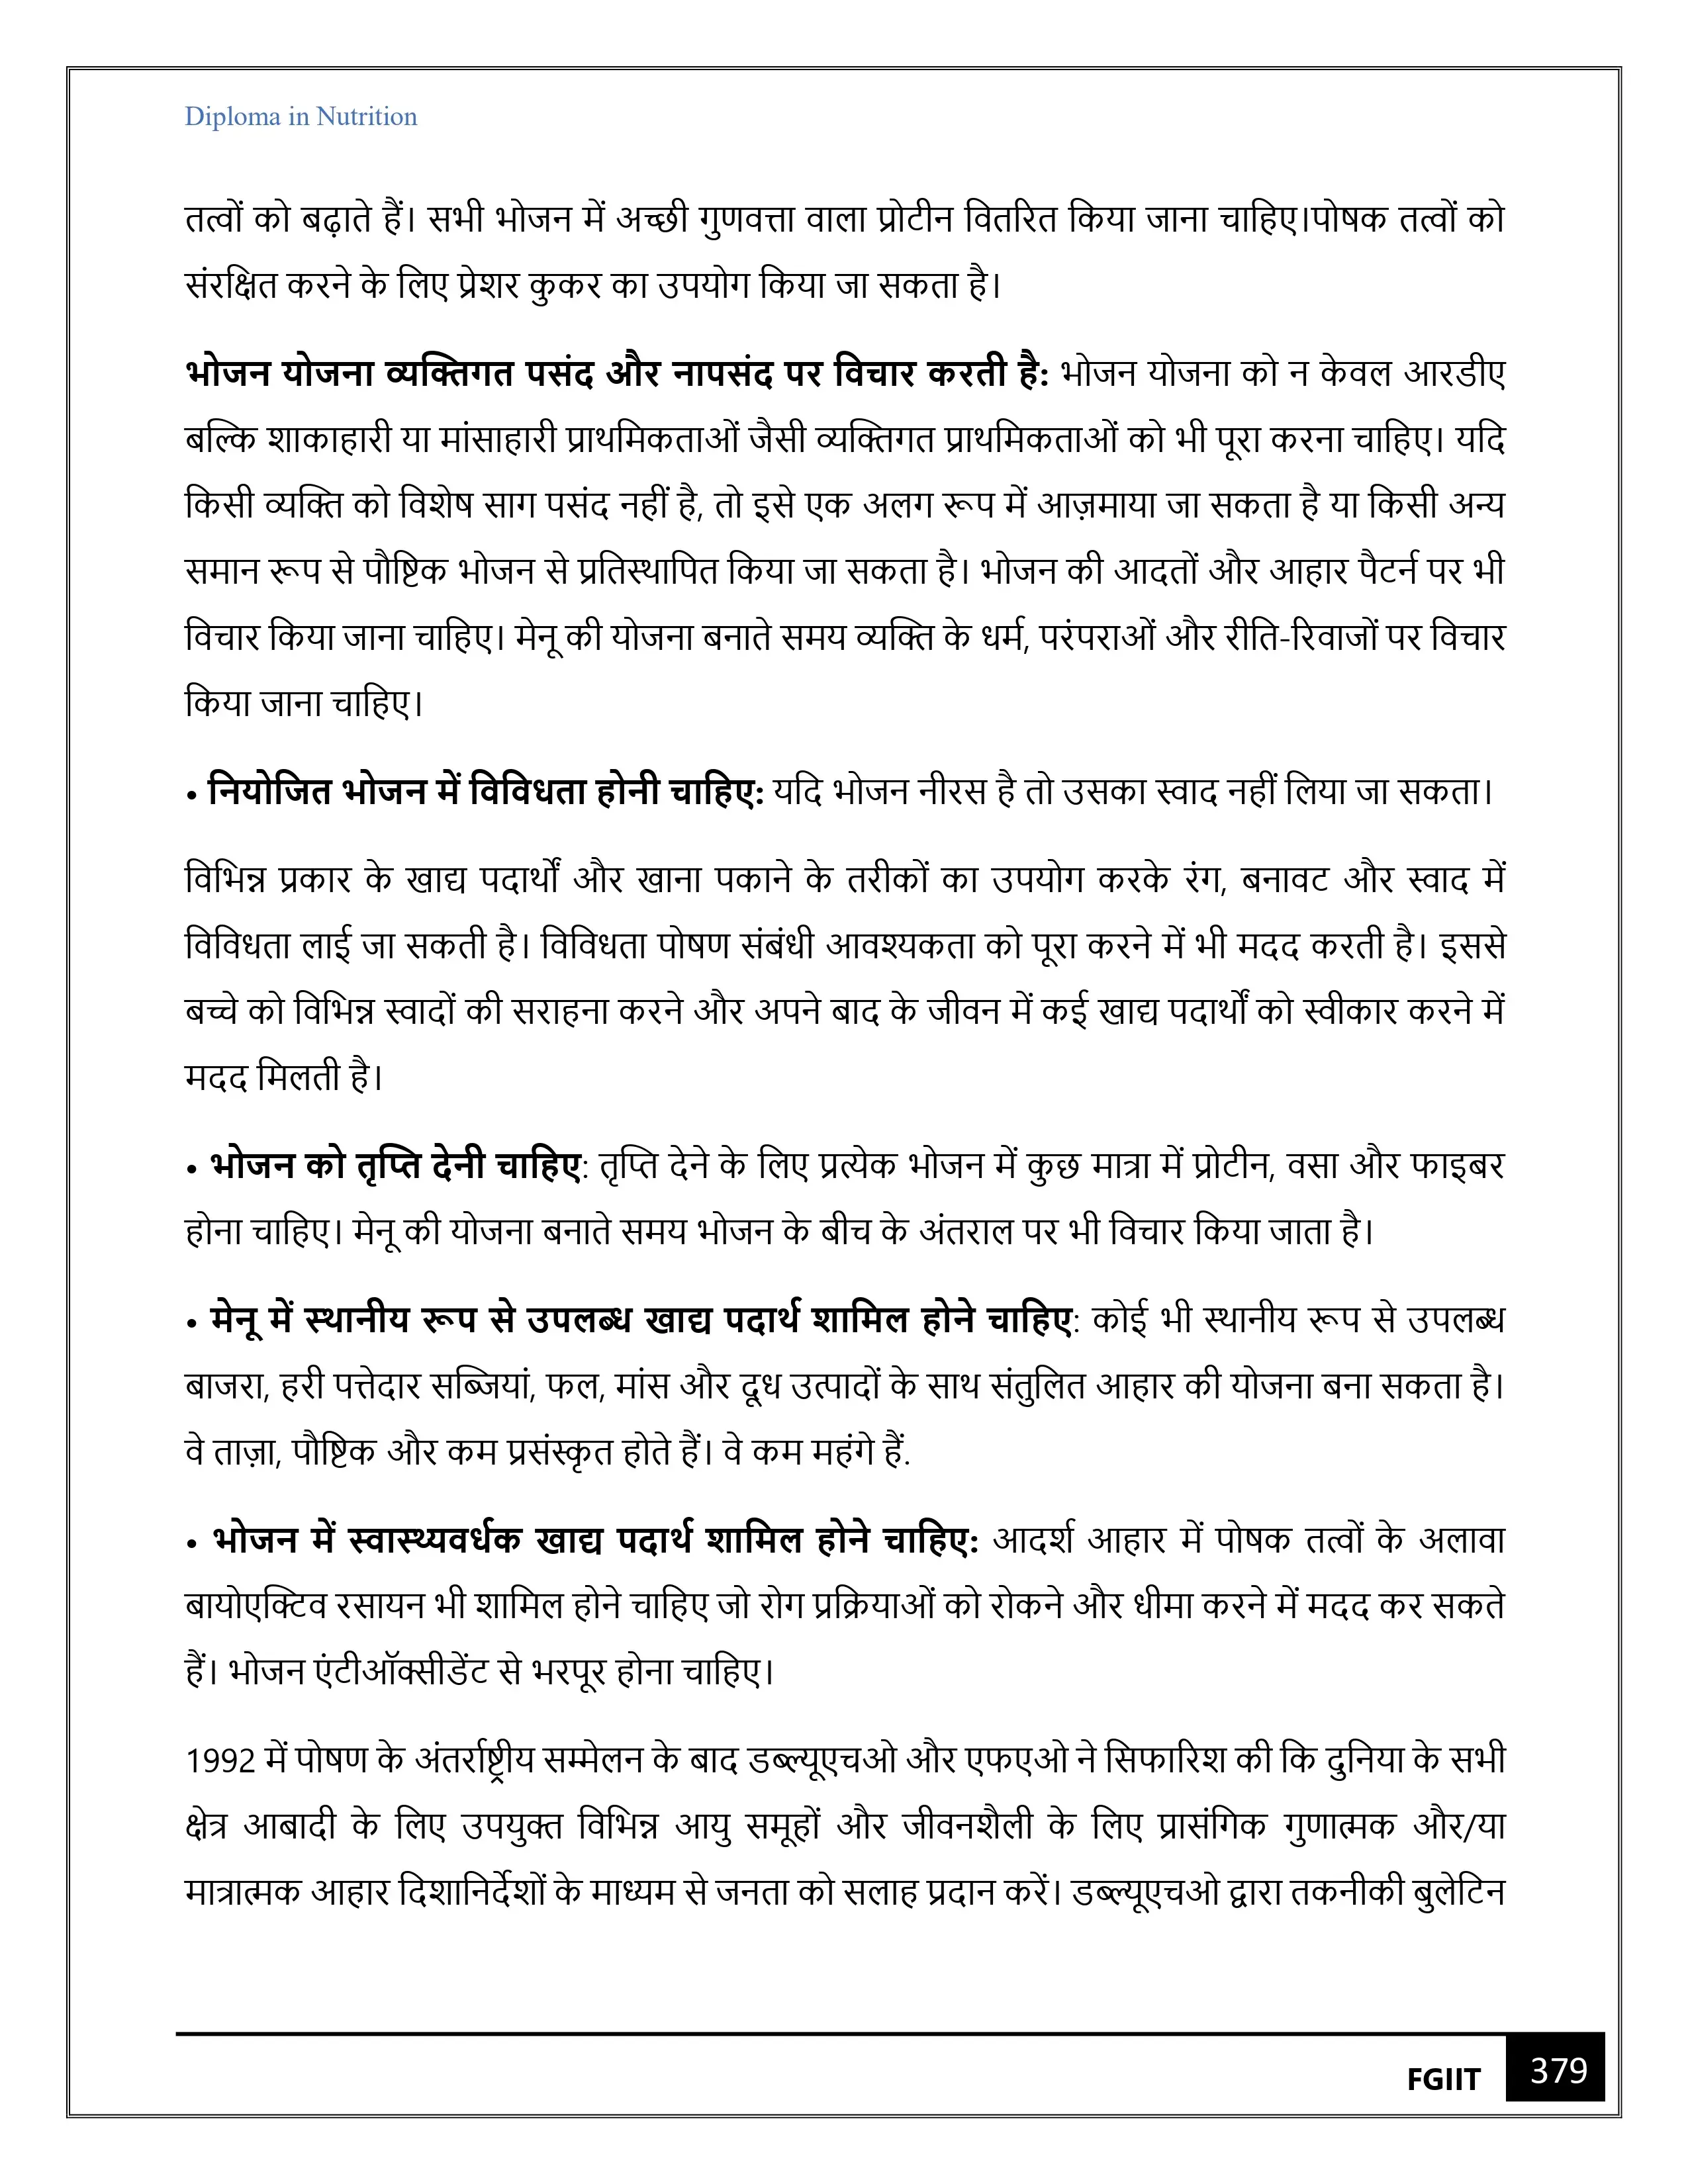 Diploma in Nutrition
तत्वों को बढ़ाते हैं। सभी भोजन में अच्छी गुणवत्ता वाला प्रोटीन वितरित किया जाना चाहिए।पोषक तत्वों को
संरक्षित करने के लिए प्रेशर कुकर का उपयोग किया जा सकता है।
भोजन योजना व्यक्तिगत पसंद और नापसंद पर विचार करती है: भोजन योजना को न केवल आरडीए
बल्कि शाकाहारी या मांसाहारी प्राथमिकताओं जैसी व्यक्तिगत प्राथमिकताओं को भी पूरा करना चाहिए। यदि
किसी व्यक्ति को विशेष साग पसंद नहीं है, तो इसे एक अलग रूप में आज़माया जा सकता है या किसी अन्य
समान रूप से पौष्टिक भोजन से प्रतिस्थापित किया जा सकता है। भोजन की आदतों और आहार पैटर्न पर भी
विचार किया जाना चाहिए। मेनू की योजना बनाते समय व्यक्ति के धर्म, परंपराओं और रीति-रिवाजों पर विचार
किया जाना चाहिए।
• नियोजित भोजन में विविधता होनी चाहिए: यदि भोजन नीरस है तो उसका स्वाद नहीं लिया जा सकता।
विभिन्न प्रकार के खाद्य पदार्थों और खाना पकाने के तरीकों का उपयोग करके रंग, बनावट और स्वाद में
विविधता लाई जा सकती है। विविधता पोषण संबंधी आवश्यकता को पूरा करने में भी मदद करती है। इससे
बच्चे को विभिन्न स्वादों की सराहना करने और अपने बाद के जीवन में कई खाद्य पदार्थों को स्वीकार करने में
मदद मिलती है।
• भोजन को तृप्ति देनी चाहिए: तृप्ति देने के लिए प्रत्येक भोजन में कुछ मात्रा में प्रोटीन, वसा और फाइबर
होना चाहिए। मेनू की योजना बनाते समय भोजन के बीच के अंतराल पर भी विचार किया जाता है।
• मेनू में स्थानीय रूप से उपलब्ध खाद्य पदार्थ शामिल होने चाहिए: कोई भी स्थानीय रूप से उपलब्ध
बाजरा, हरी पत्तेदार सब्जियां, फल, मांस और दूध उत्पादों के साथ संतुलित आहार की योजना बना सकता है।
वे ताज़ा, पौष्टिक और कम प्रसंस्कृत होते हैं। वे कम महंगे हैं.
• भोजन में स्वास्थ्यवर्धक खाद्य पदार्थ शामिल होने चाहिए: आदर्श आहार में पोषक तत्वों के अलावा
बायोएक्टिव रसायन भी शामिल होने चाहिए जो रोग प्रक्रियाओं को रोकने और धीमा करने में मदद कर सकते
हैं। भोजन एंटीऑक्सीडेंट से भरपूर होना चाहिए।
1992 में पोषण के अंतर्राष्ट्रीय सम्मेलन के बाद डब्ल्यूएचओ और एफएओ ने सिफारिश की कि दुनिया के सभी
क्षेत्र आबादी के लिए उपयुक्त विभिन्न आयु समूहों और जीवनशैली के लिए प्रासंगिक गुणात्मक और/या
मात्रात्मक आहार दिशानिर्देशों के माध्यम से जनता को सलाह प्रदान करें। डब्ल्यूएचओ द्वारा तकनीकी बुलेटिन
FGIIT 379